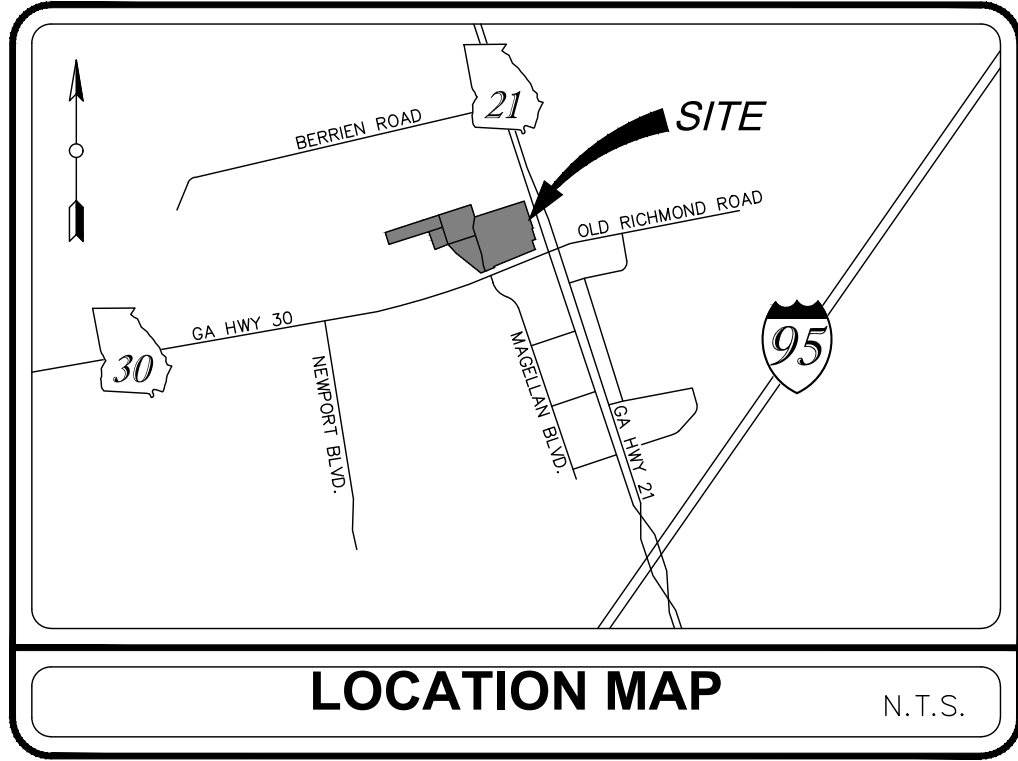 21
SITE
BERRIEN ROAD
OLD RICHMOND ROAD
GA HWY 30
30
95
NEWPORT BLVD.
MAGELLAN BLVD.
GA HWY 21
LOCATION MAP
N.T.S.